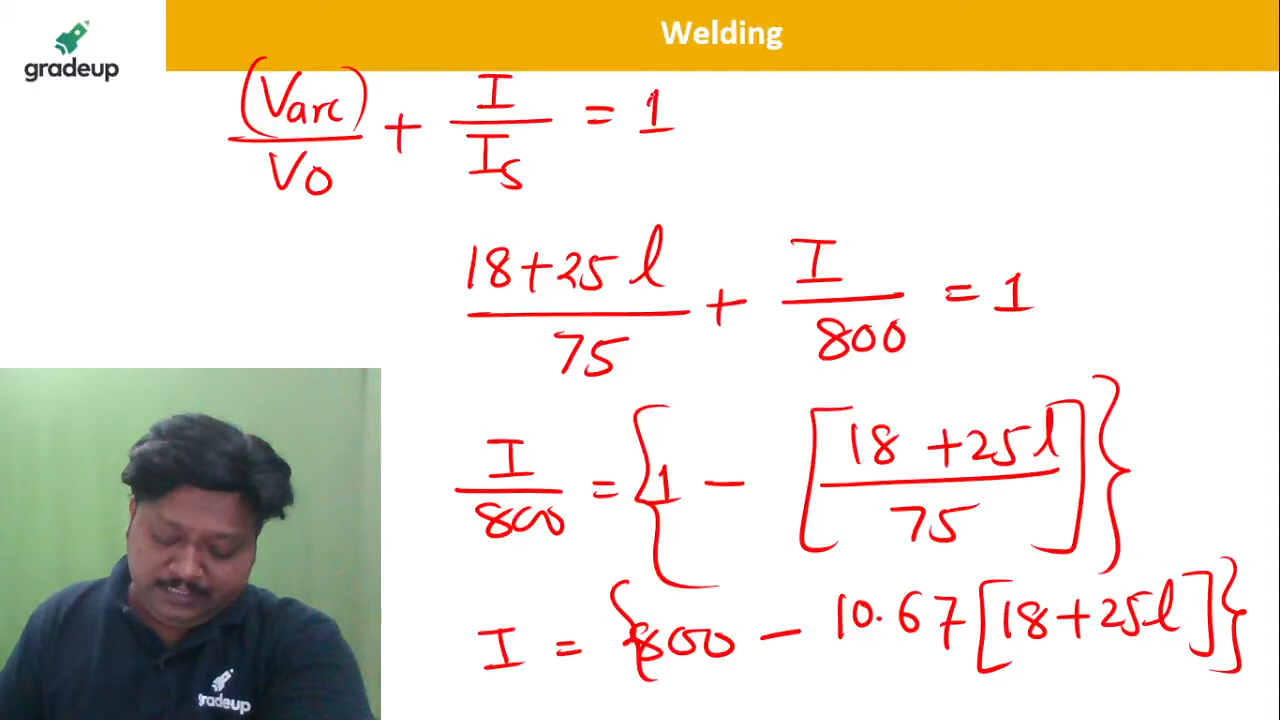 Welding
gradeup
(Varc)/V0 + I/Is = 1
18+25l/75 + I/800 = 1
I/800 = {1 - [18+25l/75]}
I = {800 - 10.67[18+25l]}
gradeup